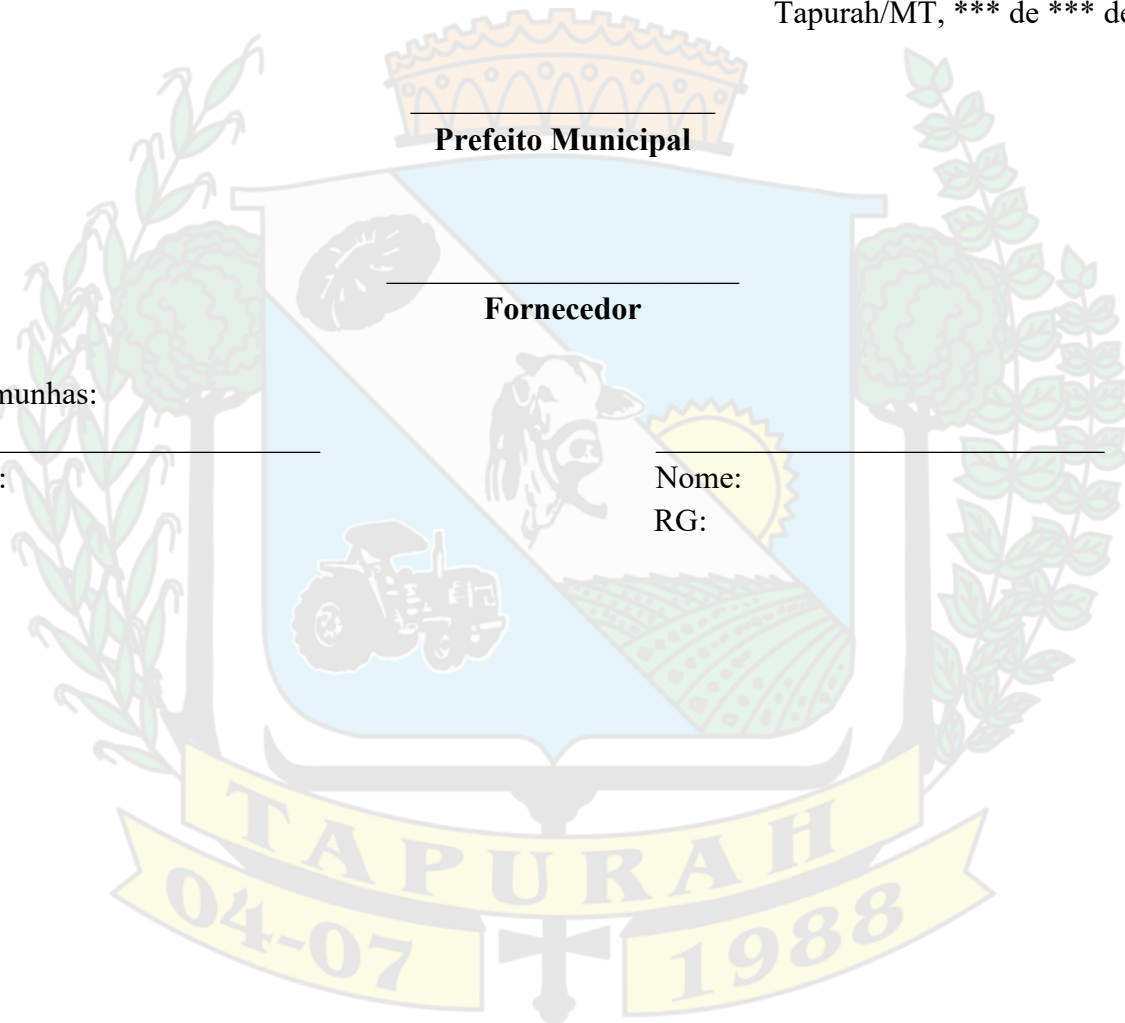 Tapurah/MT, *** de *** de
Prefeito Municipal
Fornecedor
munhas:
:
Nome:
RG:
TAPURAH
04-07 1988